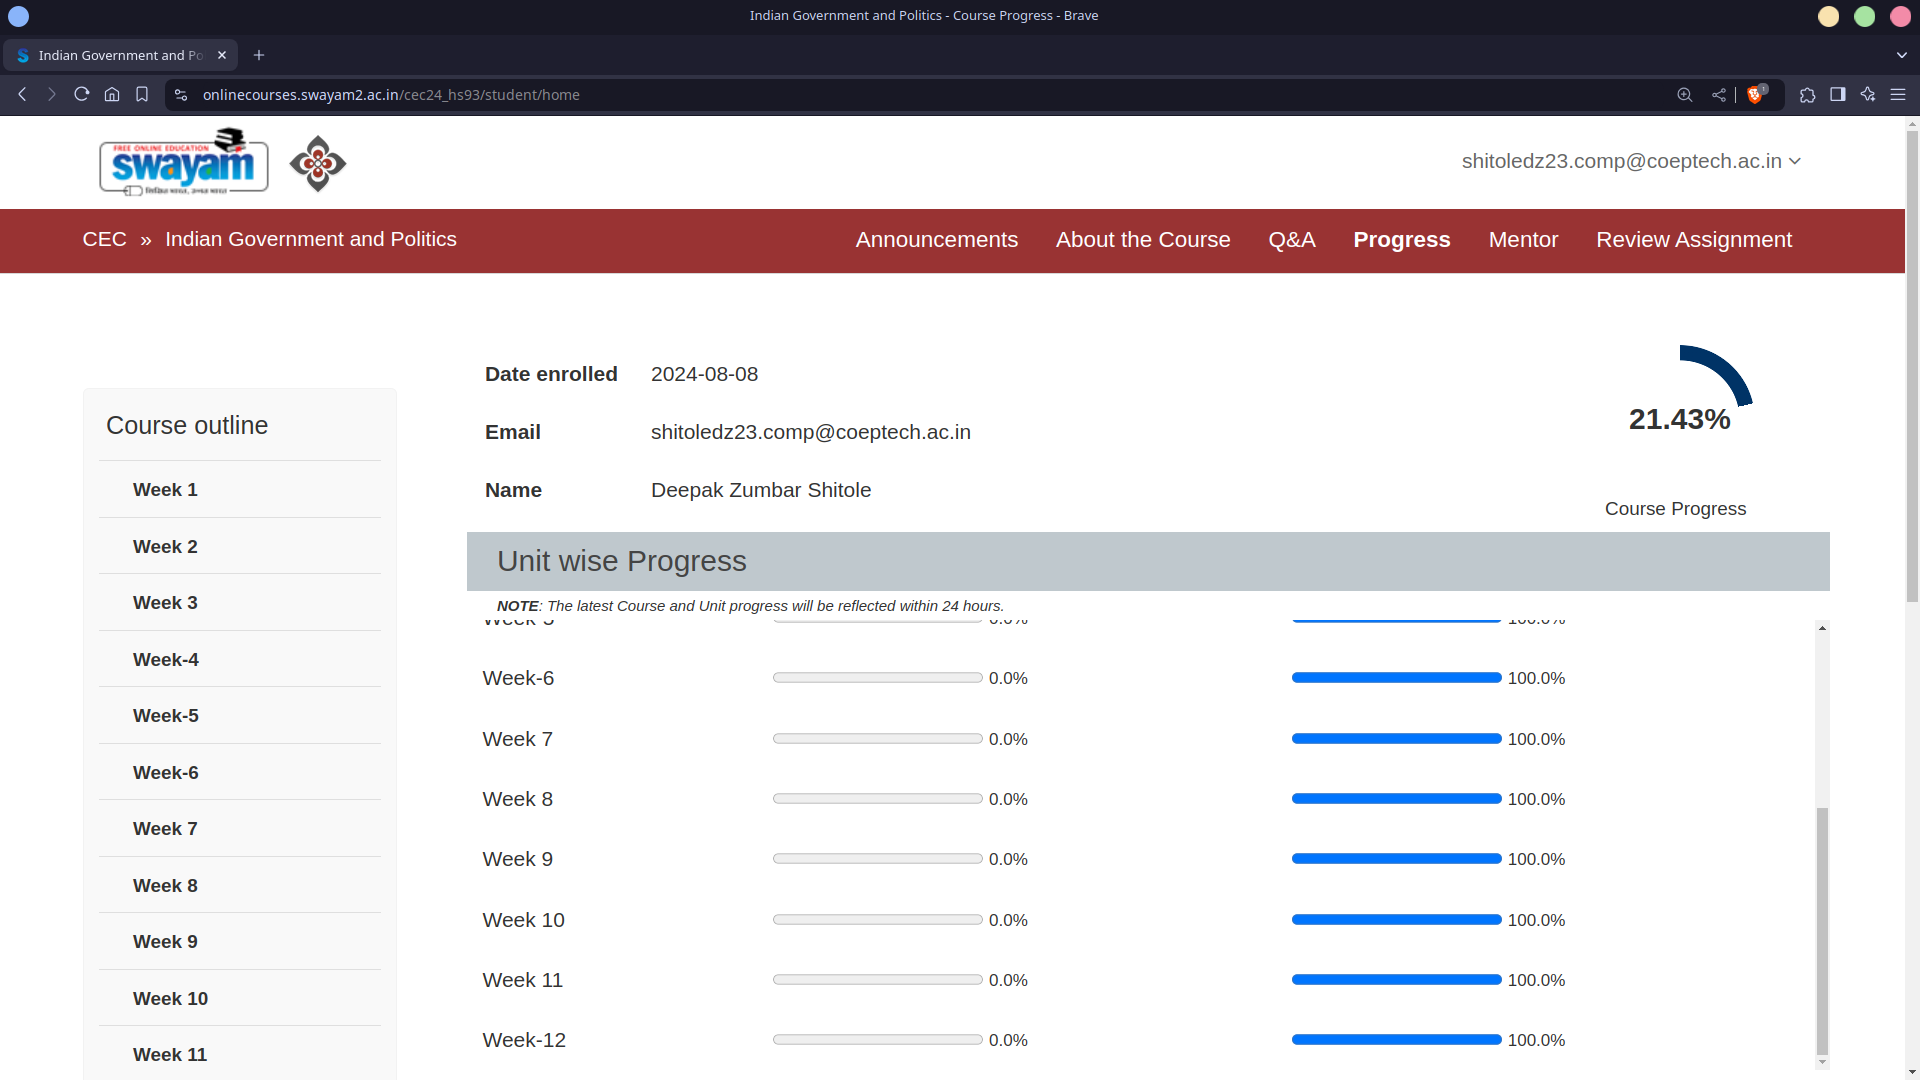 Indian Government and Politics - Course Progress - Brave
Indian Government and Po
onlinecourses.swayam2.ac.in/cec24_hs93/student/home
FREE ONLINE EDUCATION
swayam
shitoledz23.comp@coeptech.ac.in
CEC » Indian Government and Politics
Announcements About the Course Q&A Progress Mentor Review Assignment
Course outline
Week 1
Week 2
Week 3
Week-4
Week-5
Week-6
Week 7
Week 8
Week 9
Week 10
Week 11
Date enrolled 2024-08-08
Email shitoledz23.comp@coeptech.ac.in
Name Deepak Zumbar Shitole
21.43%
Course Progress
Unit wise Progress
NOTE: The latest Course and Unit progress will be reflected within 24 hours.
Week-6 0.0% 100.0%
Week 7 0.0% 100.0%
Week 8 0.0% 100.0%
Week 9 0.0% 100.0%
Week 10 0.0% 100.0%
Week 11 0.0% 100.0%
Week-12 0.0% 100.0%